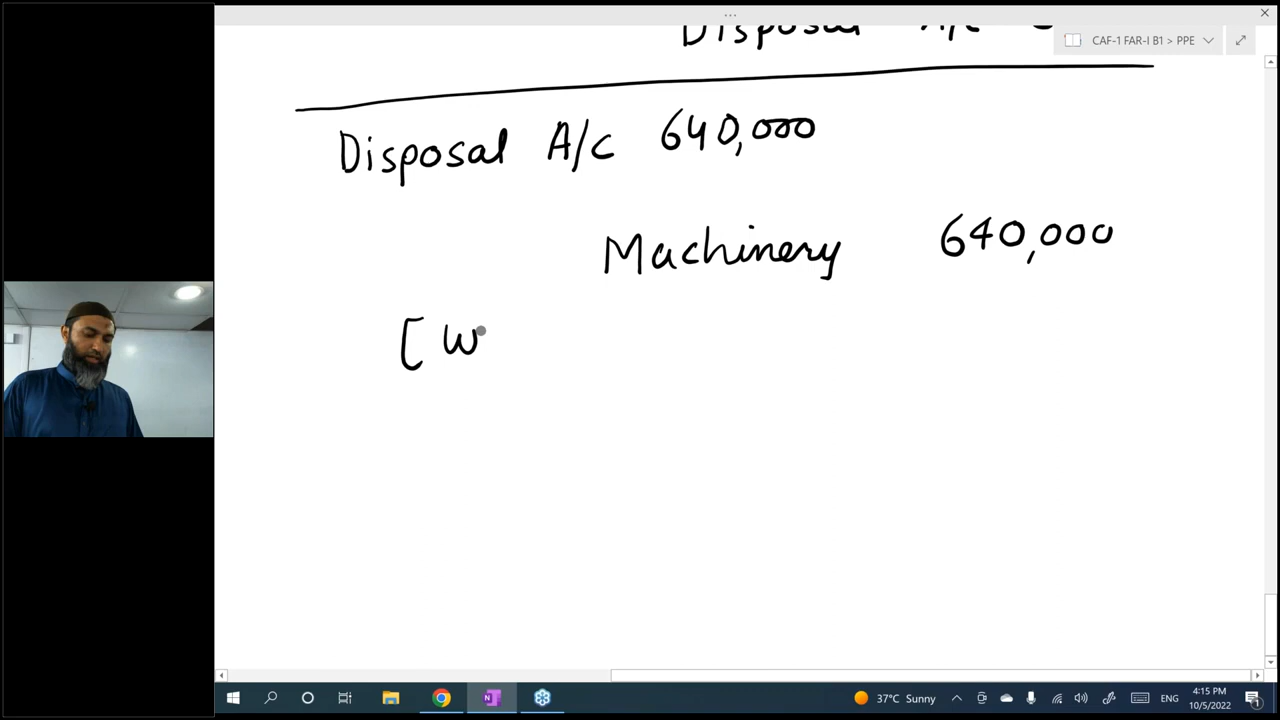 CAF-1 FAR-I B1 > PPE
Disposal A/c
Disposal A/c 640,000
Machinery 640,000
[ W
37°C Sunny
ENG
4:15 PM
10/5/2022